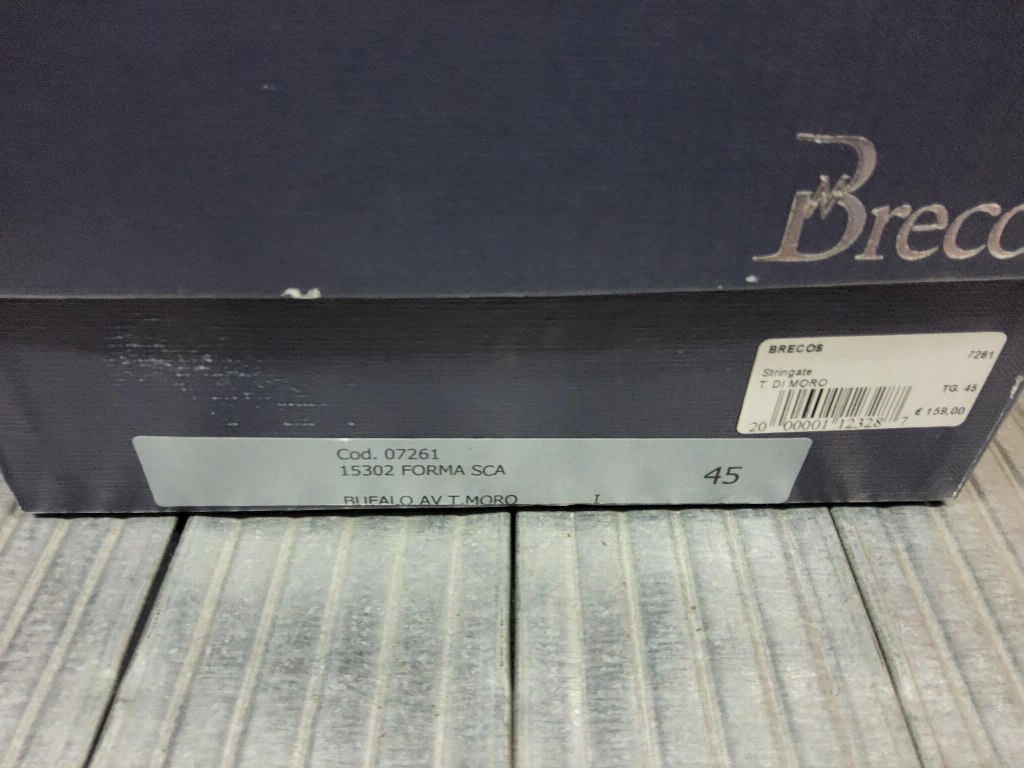 Breco
BRECOS
7261
Stringate
T. DI MORO
TG. 45
€ 159,00
20 00001 12328 7
Cod. 07261
15302 FORMA SCA
45
BUFALO AV T.MORO I